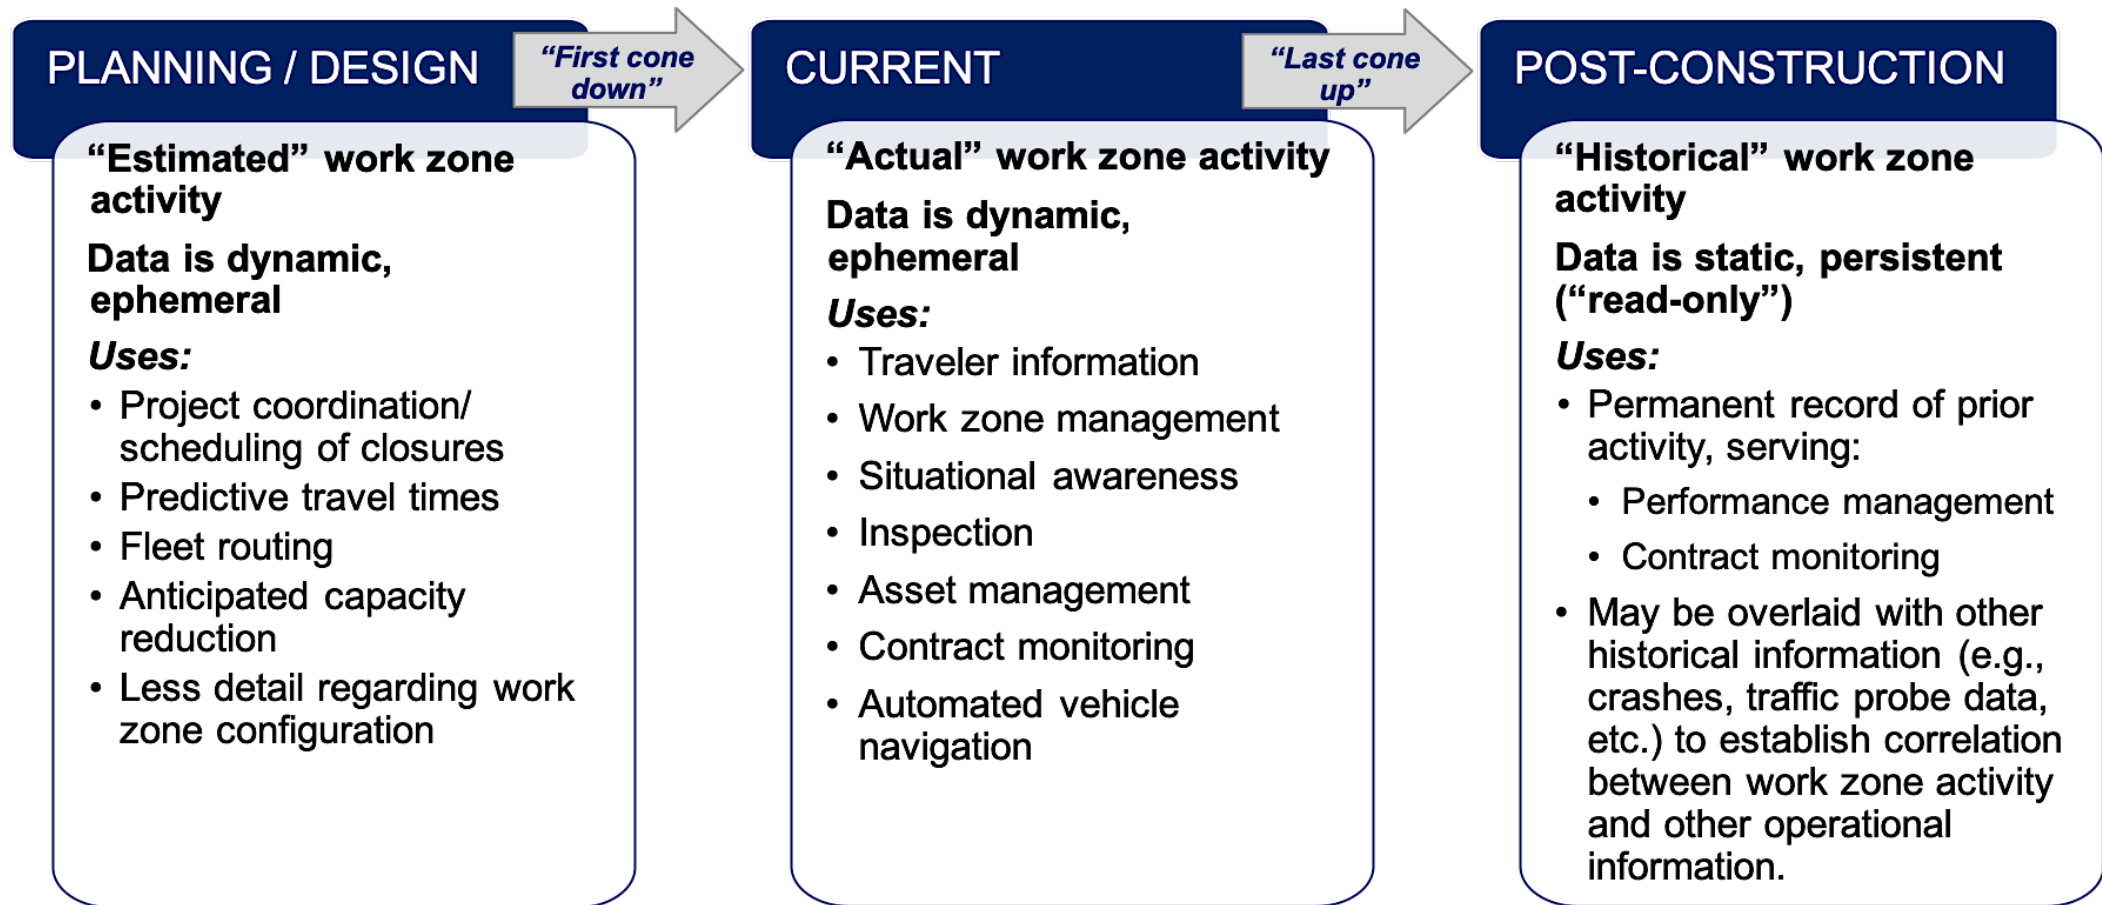 PLANNING / DESIGN
“First cone
down”
“Estimated” work zone
activity
Data is dynamic,
ephemeral
Uses:
• Project coordination/
scheduling of closures
• Predictive travel times
• Fleet routing
• Anticipated capacity
reduction
• Less detail regarding work
zone configuration
CURRENT
“Last cone
up”
“Actual” work zone activity
Data is dynamic,
ephemeral
Uses:
• Traveler information
• Work zone management
• Situational awareness
• Inspection
• Asset management
• Contract monitoring
• Automated vehicle
navigation
POST-CONSTRUCTION
“Historical” work zone
activity
Data is static, persistent
(“read-only”)
Uses:
• Permanent record of prior
activity, serving:
• Performance management
• Contract monitoring
• May be overlaid with other
historical information (e.g.,
crashes, traffic probe data,
etc.) to establish correlation
between work zone activity
and other operational
information.